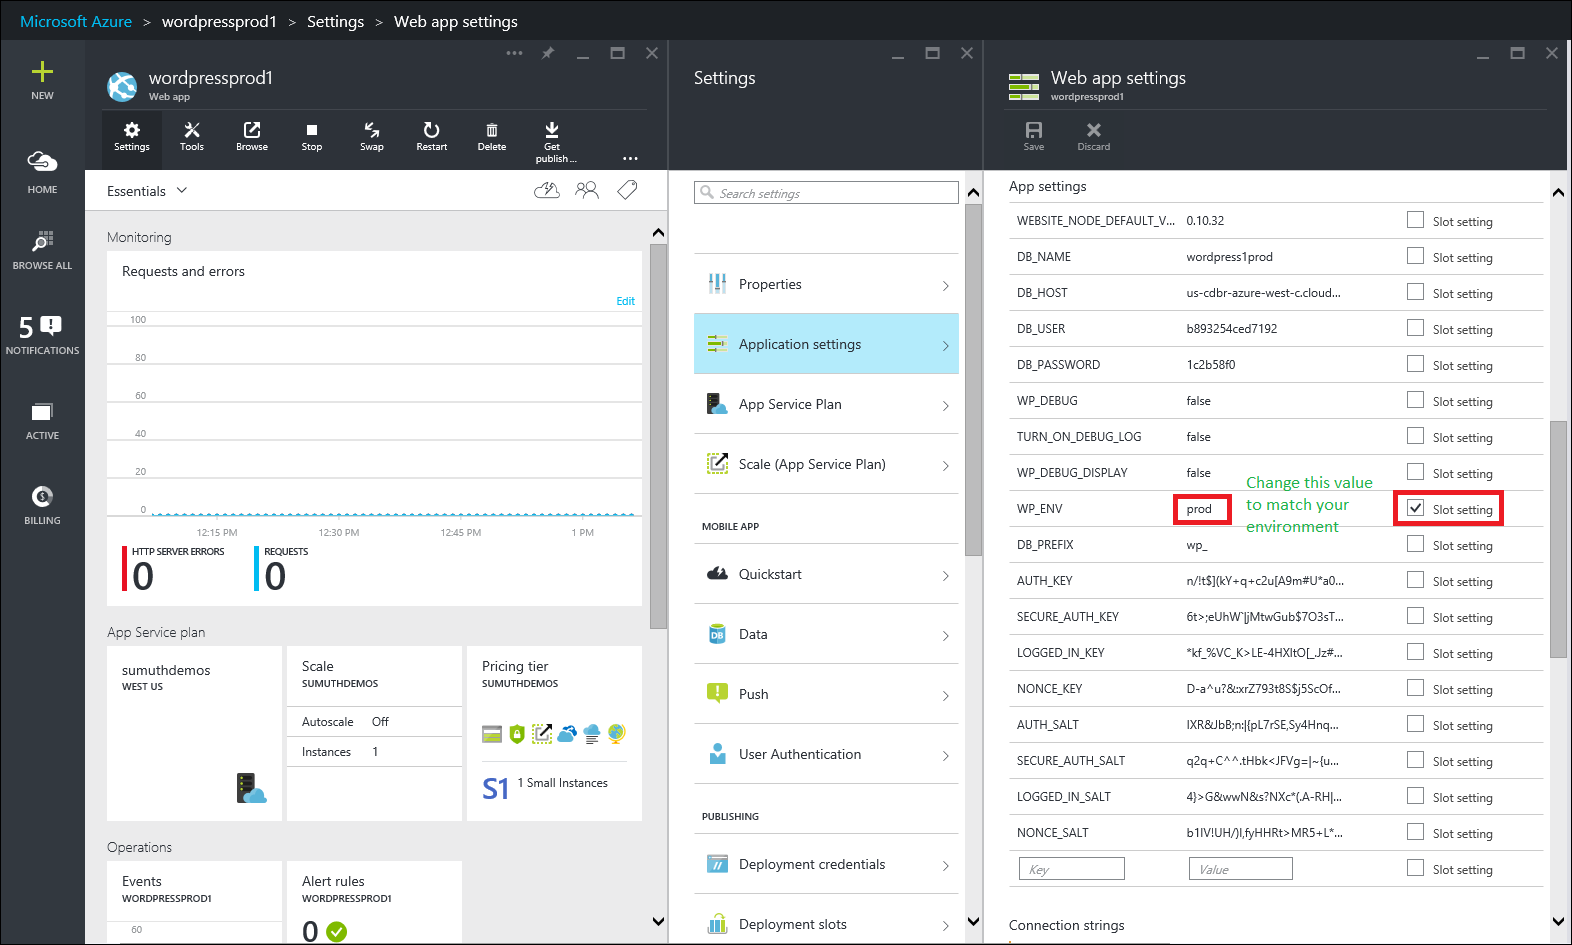 Microsoft Azure > wordpressprod1 > Settings > Web app settings
NEW
HOME
BROWSE ALL
5
NOTIFICATIONS
ACTIVE
BILLING
wordpressprod1
Web app
Settings
Tools
Browse
Stop
Swap
Restart
Delete
Get
publish ...
Essentials
Monitoring
Requests and errors
Edit
100
80
60
40
20
0
12:15 PM
12:30 PM
12:45 PM
1 PM
HTTP SERVER ERRORS
0
REQUESTS
0
App Service plan
sumuthdemos
WEST US
Scale
SUMUTHDEMOS
Autoscale Off
Instances 1
Pricing tier
SUMUTHDEMOS
S1 1 Small Instances
Operations
Events
WORDPRESSPROD1
60
Alert rules
WORDPRESSPROD1
0
Settings
Search settings
Properties
Application settings
App Service Plan
Scale (App Service Plan)
MOBILE APP
Quickstart
DB
Data
Push
User Authentication
PUBLISHING
Deployment credentials
Deployment slots
Web app settings
wordpressprod1
Save
Discard
App settings
WEBSITE_NODE_DEFAULT_V... 0.10.32 Slot setting
DB_NAME wordpress1prod Slot setting
DB_HOST us-cdbr-azure-west-c.cloud... Slot setting
DB_USER b893254ced7192 Slot setting
DB_PASSWORD 1c2b58f0 Slot setting
WP_DEBUG false Slot setting
TURN_ON_DEBUG_LOG false Slot setting
WP_DEBUG_DISPLAY false Slot setting
WP_ENV prod Slot setting
Change this value
to match your
environment
DB_PREFIX wp_ Slot setting
AUTH_KEY n/!t$](kY+q+c2u[A9m#U*a0... Slot setting
SECURE_AUTH_KEY 6t>;eUhW`|jMtwGub$7O3sT... Slot setting
LOGGED_IN_KEY *kf_%VC_K>LE-4HXItO[_.Jz#... Slot setting
NONCE_KEY D-a^u?&:xrZ793t8S$j5ScOf... Slot setting
AUTH_SALT IXR&JbB;n:|{pL7rSE,Sy4Hnq... Slot setting
SECURE_AUTH_SALT q2q+C^^.tHbk<JFVg=|~{u... Slot setting
LOGGED_IN_SALT 4}>G&wwN&s?NXc*(.A-RH|... Slot setting
NONCE_SALT b1IV!UH/)l,fyHHRt>MR5+L*... Slot setting
Key Value Slot setting
Connection strings